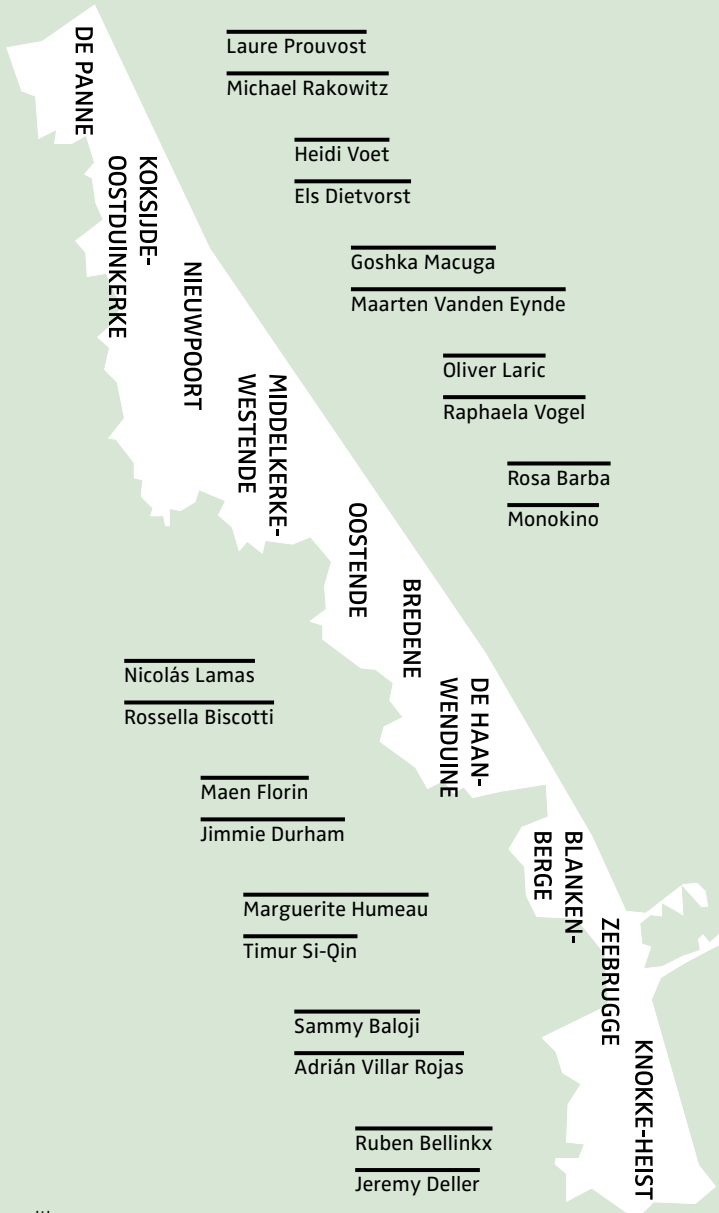 DE PANNE
KOKSIJDE-
OOSTDUINKERKE
NIEUWPOORT
MIDDELKERKE-
WESTENDE
OOSTENDE
BREDENE
DE HAAN-
WENDUINE
BLANKEN-
BERGE
ZEEBRUGGE
KNOKKE-HEIST
Laure Prouvost
Michael Rakowitz
Heidi Voet
Els Dietvorst
Goshka Macuga
Maarten Vanden Eynde
Oliver Laric
Raphaela Vogel
Rosa Barba
Monokino
Nicolás Lamas
Rossella Biscotti
Maen Florin
Jimmie Durham
Marguerite Humeau
Timur Si-Qin
Sammy Baloji
Adrián Villar Rojas
Ruben Bellinkx
Jeremy Deller